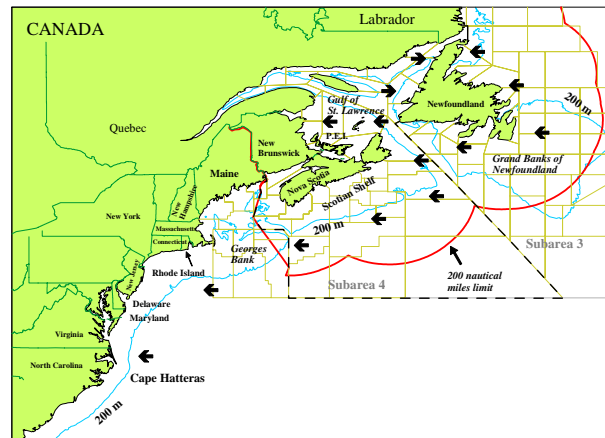 Labrador
CANADA
200 m
Newfoundland
Gulf of
St. Lawrence
Quebec
P.E.I.
New
Brunswick
Grand Banks of
Newfoundland
Maine
Nova Scotia
Scotian Shelf
New
Hampshire
New York
Massachusetts
200 m
Connecticut
Subarea 3
Georges
Bank
Rhode Island
200 nautical
miles limit
New Jersey
Subarea 4
Delaware
Maryland
Virginia
North Carolina
Cape Hatteras
200 m